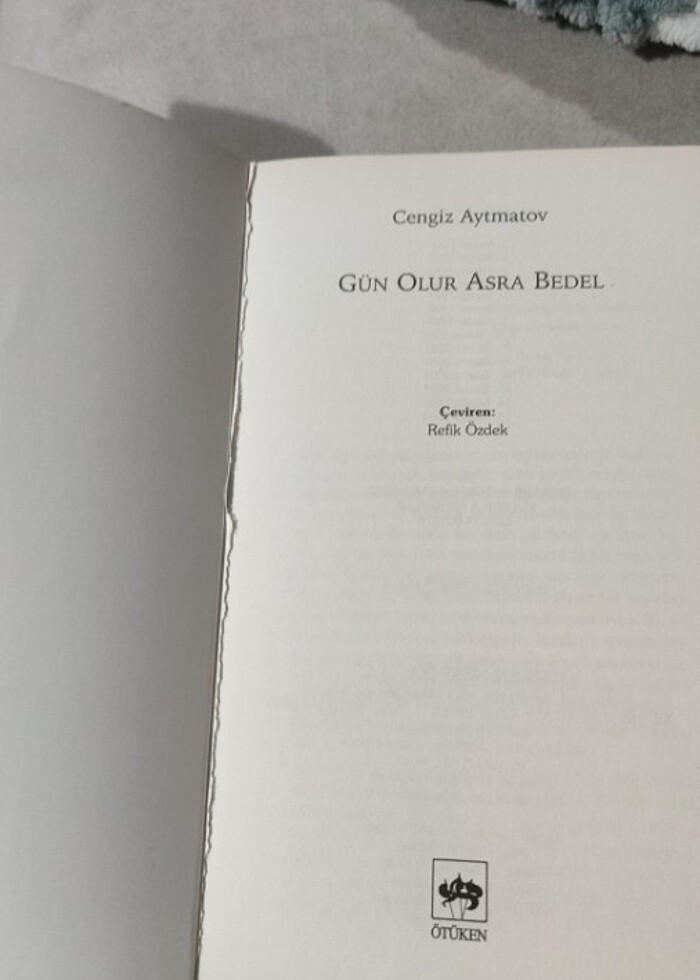 Cengiz Aytmatov
GÜN OLUR ASRA BEDEL
Çeviren:
Refik Özdek
ÖTÜKEN